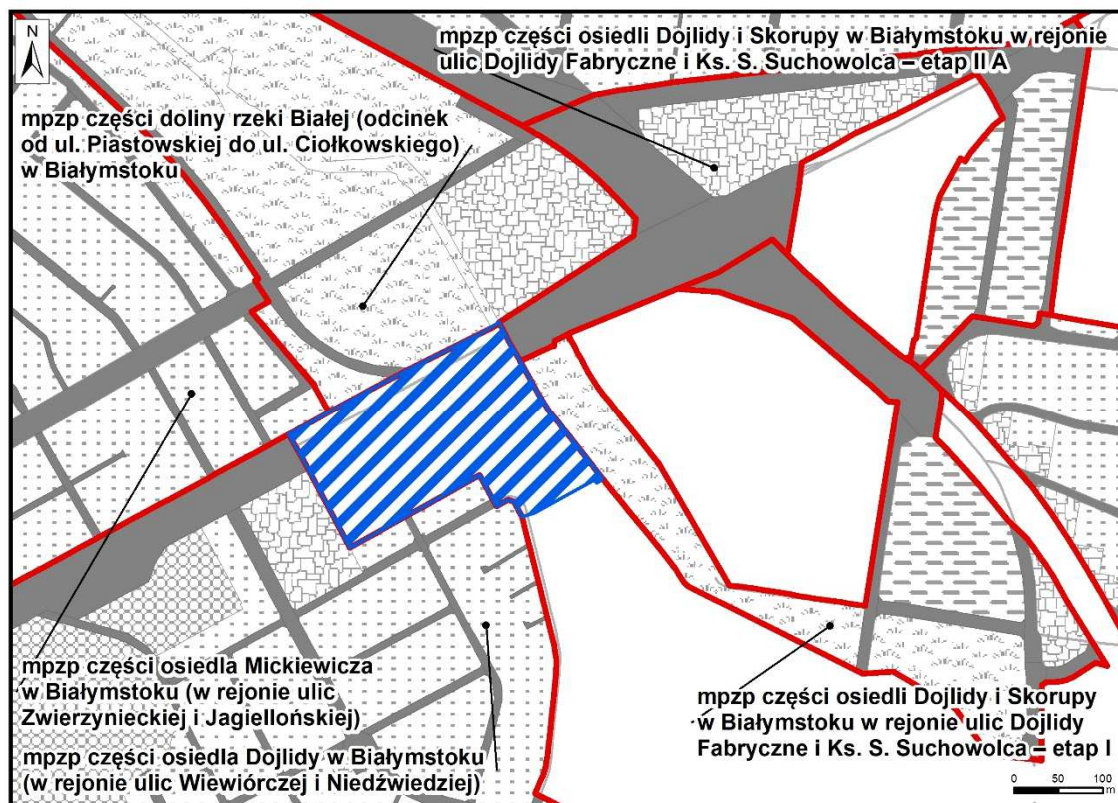 N
mpzp części osiedli Dojlidy i Skorupy w Białymstoku w rejonie
ulic Dojlidy Fabryczne i Ks. S. Suchowolca – etap II A
mpzp części doliny rzeki Białej (odcinek
od ul. Piastowskiej do ul. Ciołkowskiego)
w Białymstoku
mpzp części osiedla Mickiewicza
w Białymstoku (w rejonie ulic
Zwierzynieckiej i Jagiellońskiej)
mpzp części osiedla Dojlidy w Białymstoku
(w rejonie ulic Wiewiórczej i Niedźwiedziej)
mpzp części osiedli Dojlidy i Skorupy
w Białymstoku w rejonie ulic Dojlidy
Fabryczne i Ks. S. Suchowolca – etap I
0 50 100
m